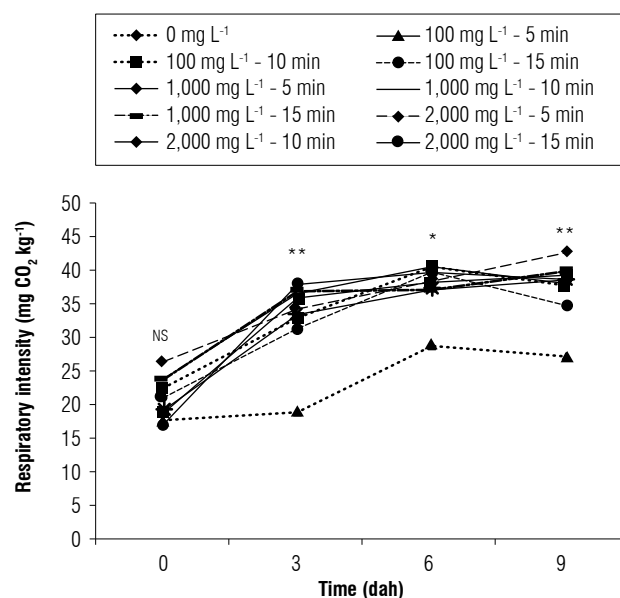 0 mg L⁻¹ 100 mg L⁻¹ - 5 min
100 mg L⁻¹ - 10 min 100 mg L⁻¹ - 15 min
1,000 mg L⁻¹ - 5 min 1,000 mg L⁻¹ - 10 min
1,000 mg L⁻¹ - 15 min 2,000 mg L⁻¹ - 5 min
2,000 mg L⁻¹ - 10 min 2,000 mg L⁻¹ - 15 min
Respiratory intensity (mg CO₂ kg⁻¹)
50
45
40
35
30
25
20
15
10
5
0
NS
**
*
**
0 3 6 9
Time (dah)